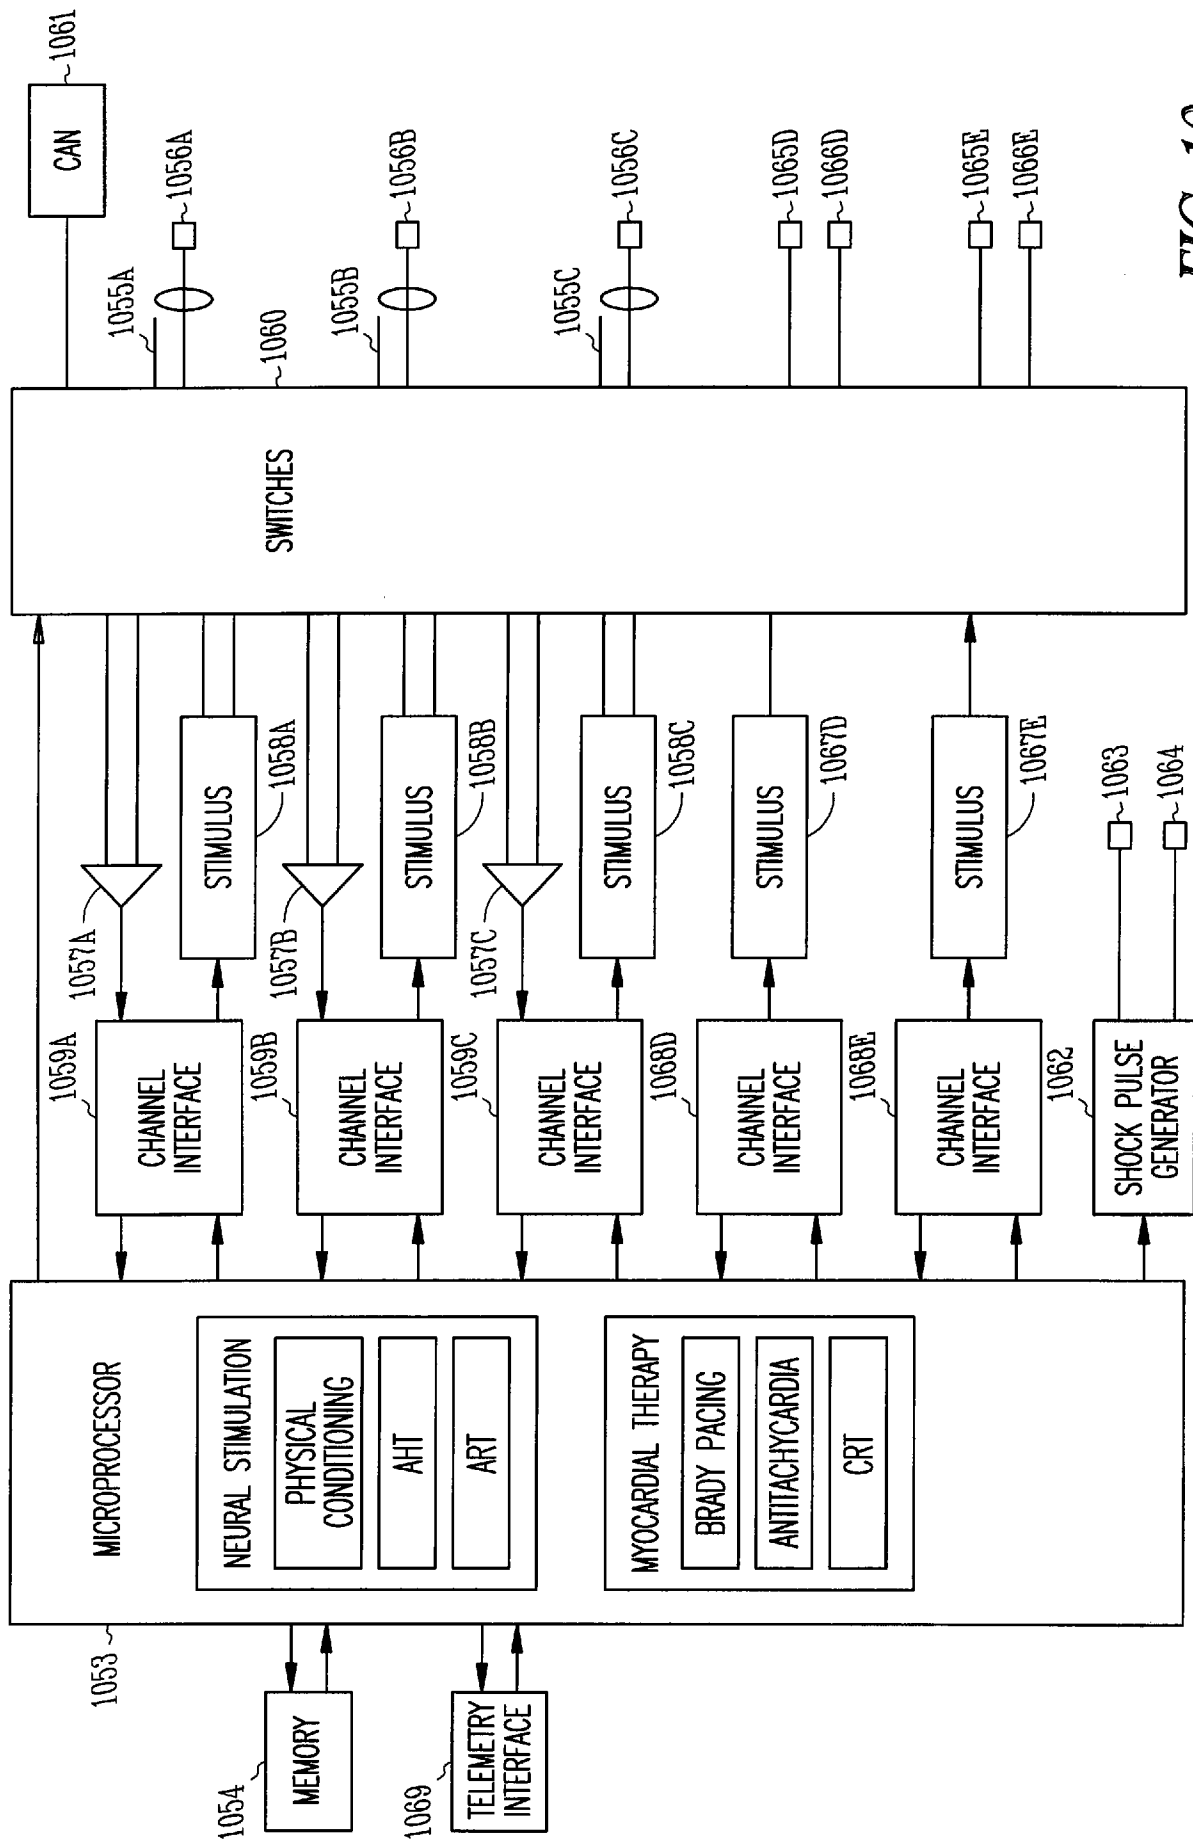 1061
CAN
1055A
1056A
1060
1055B
1056B
1055C
1056C
1065D
1066D
1065E
1066E
SWITCHES
1057A
STIMULUS
1058A
1057B
STIMULUS
1058B
1057C
STIMULUS
1058C
STIMULUS
1067D
STIMULUS
1067E
1063
1064
1059A
CHANNEL
INTERFACE
1059B
CHANNEL
INTERFACE
1059C
CHANNEL
INTERFACE
1068D
CHANNEL
INTERFACE
1068E
CHANNEL
INTERFACE
1062
SHOCK PULSE
GENERATOR
MICROPROCESSOR
NEURAL STIMULATION
PHYSICAL
CONDITIONING
AHT
ART
MYOCARDIAL THERAPY
BRADY PACING
ANTITACHYCARDIA
CRT
1053
1054
MEMORY
1069
TELEMETRY
INTERFACE